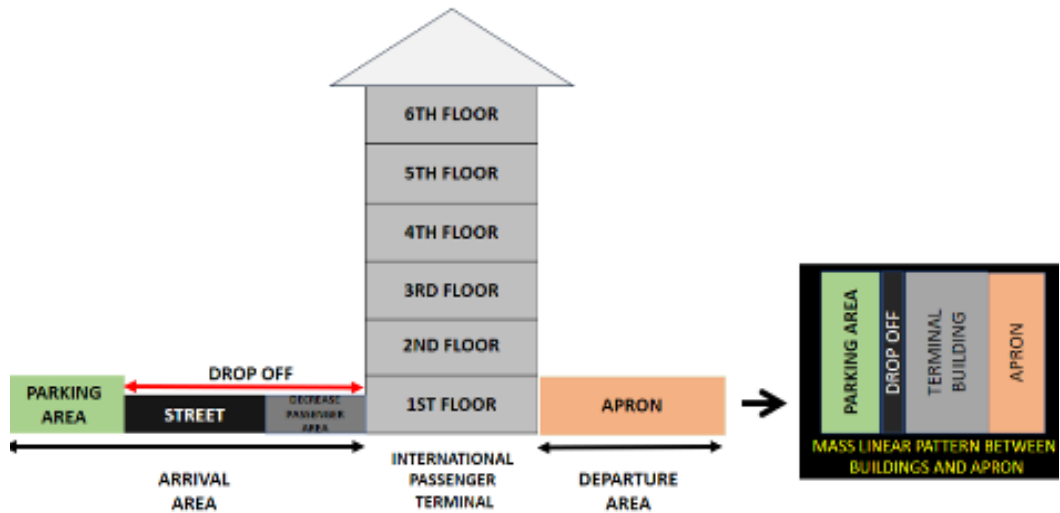 6TH FLOOR
5TH FLOOR
4TH FLOOR
3RD FLOOR
2ND FLOOR
DROP OFF
PARKING
AREA
STREET
DECREASE
PASSENGER
AREA
1ST FLOOR
APRON
ARRIVAL
AREA
INTERNATIONAL
PASSENGER
TERMINAL
DEPARTURE
AREA
PARKING AREA
DROP OFF
TERMINAL
BUILDING
APRON
MASS LINEAR PATTERN BETWEEN
BUILDINGS AND APRON